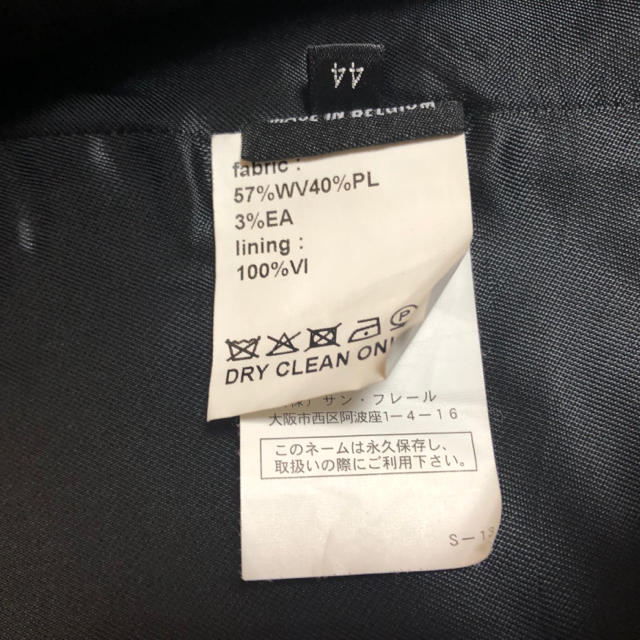 44
MADE IN BELGIUM
fabric :
57%WV40%PL
3%EA
lining :
100%VI
P
DRY CLEAN
サン・フレール
大阪市西区阿波座1-4-16
このネームは永久保存し、
取扱いの際にご利用下さい。